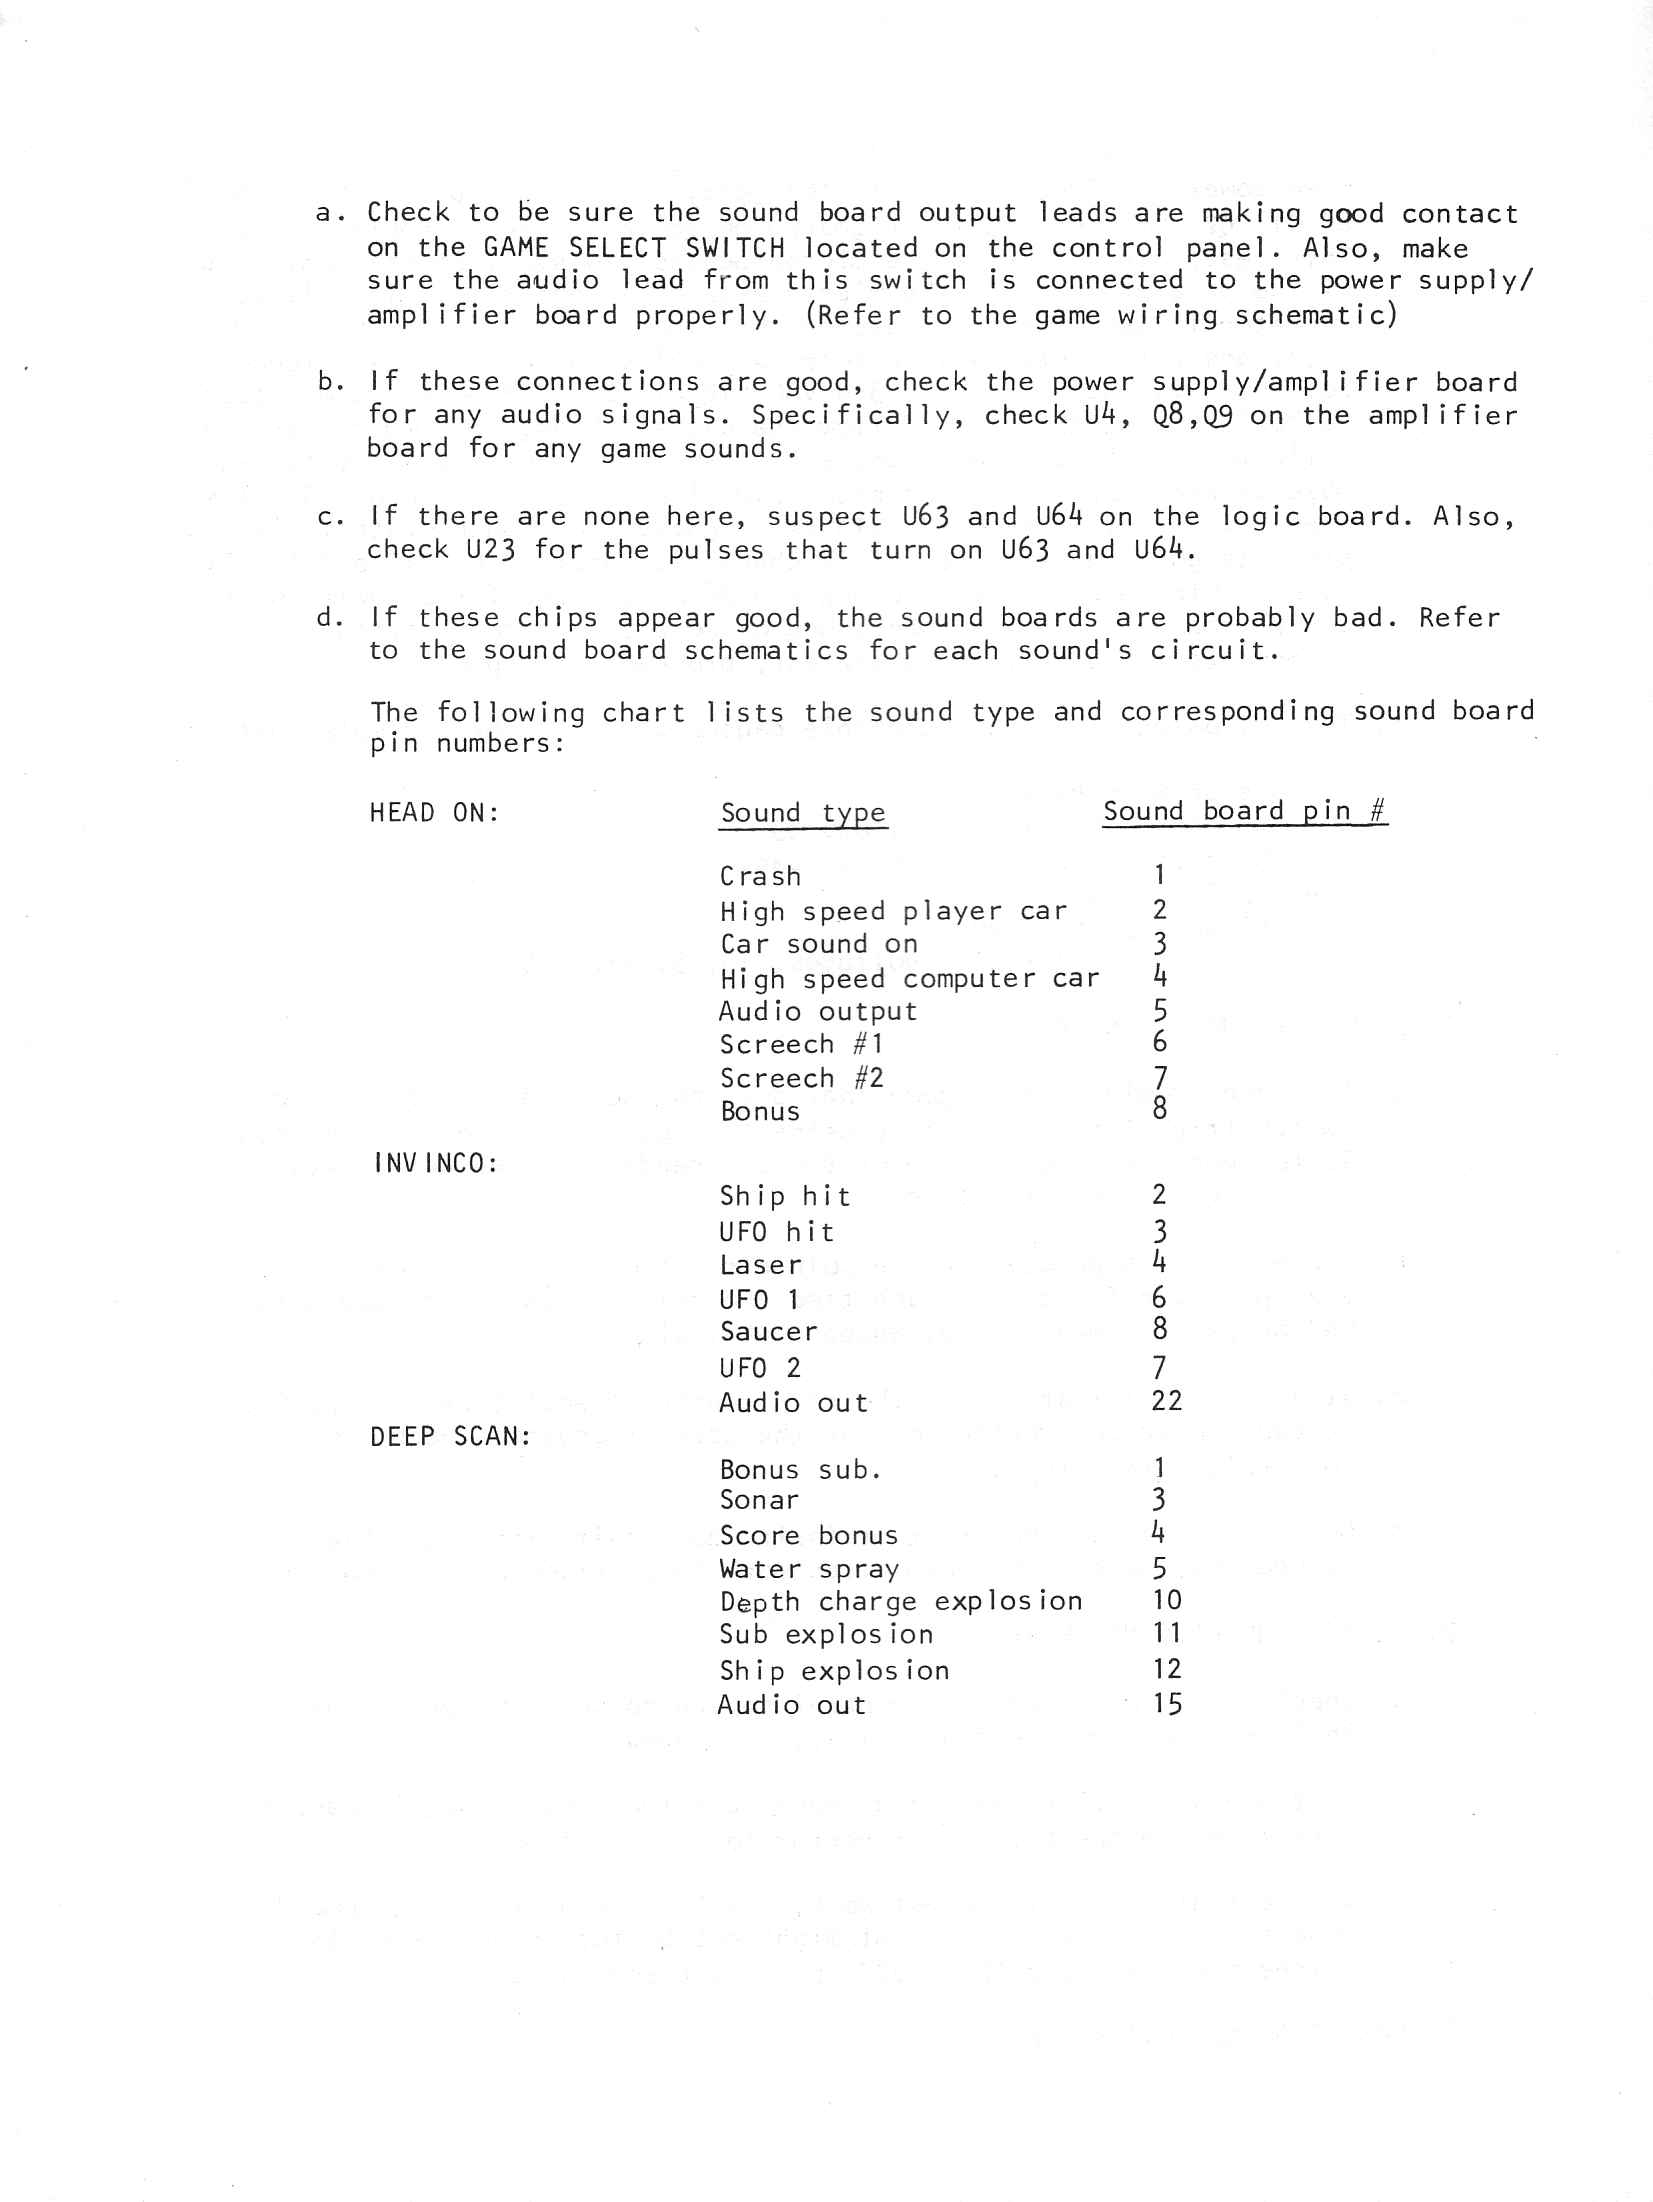 a. Check to be sure the sound board output leads are making good contact
on the GAME SELECT SWITCH located on the control panel. Also, make
sure the audio lead from this switch is connected to the power supply/
amplifier board properly. (Refer to the game wiring schematic)
b. If these connections are good, check the power supply/amplifier board
for any audio signals. Specifically, check U4, Q8,Q9 on the amplifier
board for any game sounds.
c. If there are none here, suspect U63 and U64 on the logic board. Also,
check U23 for the pulses that turn on U63 and U64.
d. If these chips appear good, the sound boards are probably bad. Refer
to the sound board schematics for each sound's circuit.
The following chart lists the sound type and corresponding sound board
pin numbers:
HEAD ON: Sound type Sound board pin #
Crash 1
High speed player car 2
Car sound on 3
High speed computer car 4
Audio output 5
Screech #1 6
Screech #2 7
Bonus 8
INVINCO:
Ship hit 2
UFO hit 3
Laser 4
UFO 1 6
Saucer 8
UFO 2 7
Audio out 22
DEEP SCAN:
Bonus sub. 1
Sonar 3
Score bonus 4
Water spray 5
Depth charge explosion 10
Sub explosion 11
Ship explosion 12
Audio out 15